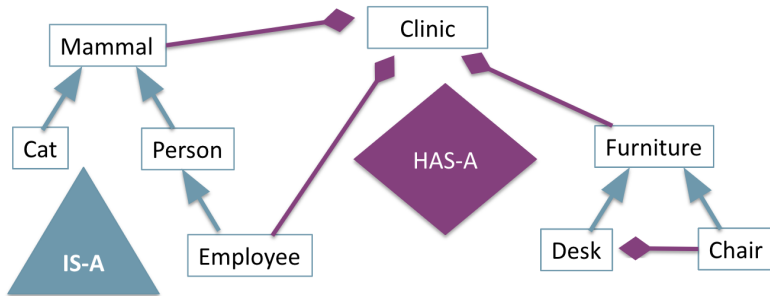 Mammal
Clinic
Cat
Person
HAS-A
Furniture
IS-A
Employee
Desk
Chair